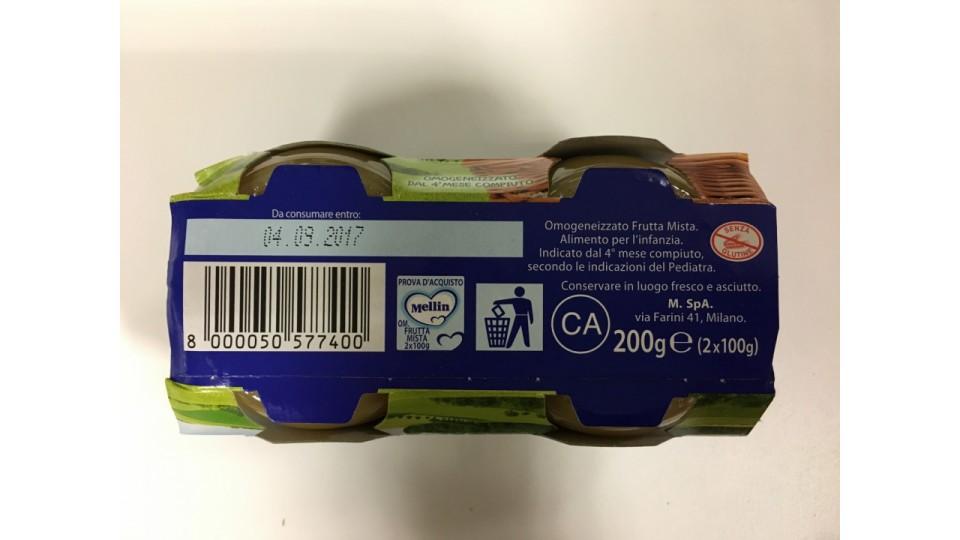 OMOGENEIZZATO
DAL 4° MESE COMPIUTO
Da consumare entro:
04.09.2017
8 000050 577400
PROVA D'ACQUISTO
Mellin
OM.
FRUTTA
MISTA
2x100g
Omogeneizzato Frutta Mista.
Alimento per l'infanzia.
Indicato dal 4° mese compiuto,
secondo le indicazioni del Pediatra.
SENZA
GLUTINE
Conservare in luogo fresco e asciutto.
M. SpA.
via Farini 41, Milano.
CA
200g e (2x100g)